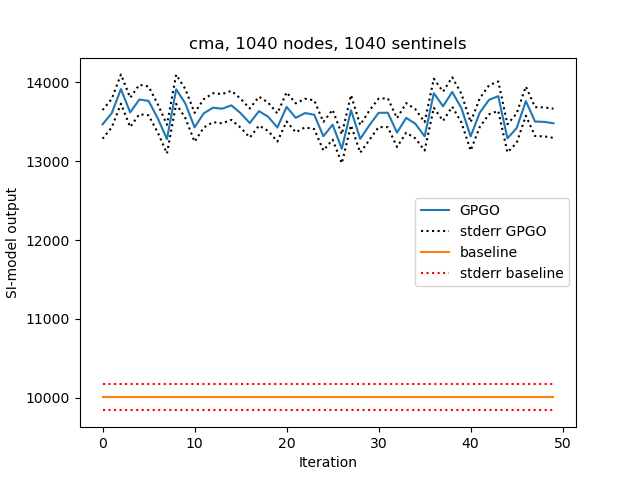 cma, 1040 nodes, 1040 sentinels
SI-model output
14000
13000
12000
11000
10000
GPGO
stderr GPGO
baseline
stderr baseline
0 10 20 30 40 50
Iteration